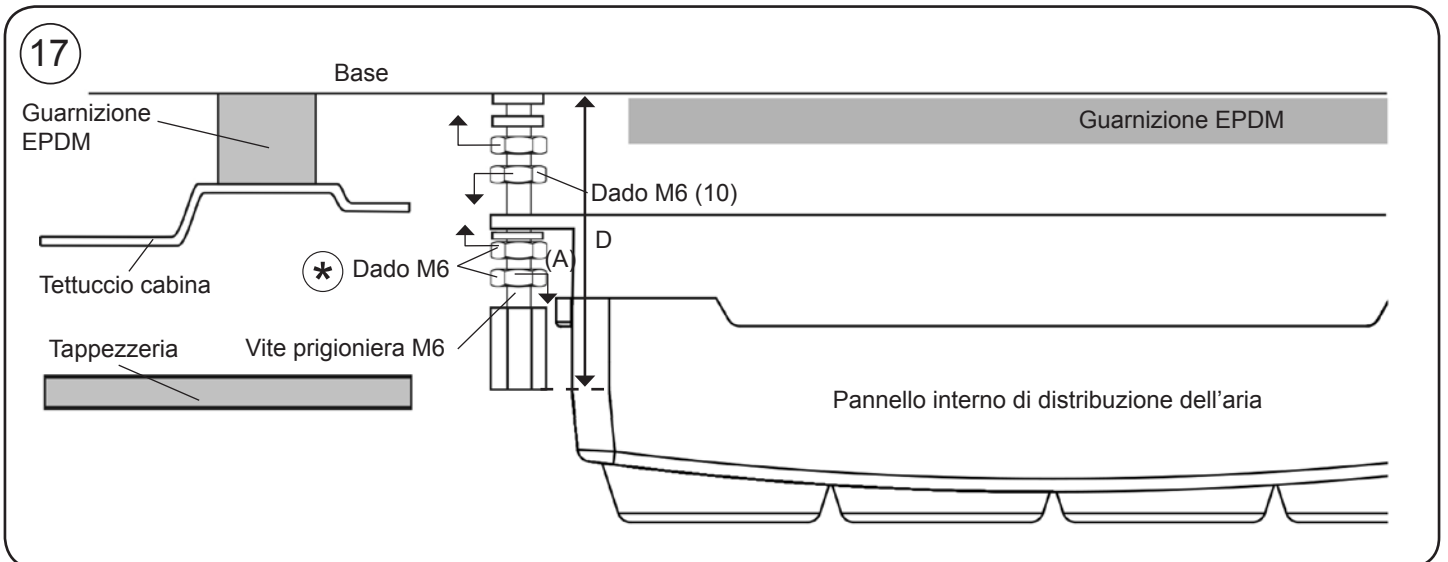 17
Base
Guarnizione
EPDM
Guarnizione EPDM
Dado M6 (10)
D
(A)
* Dado M6
Tettuccio cabina
Tappezzeria
Vite prigioniera M6
Pannello interno di distribuzione dell’aria